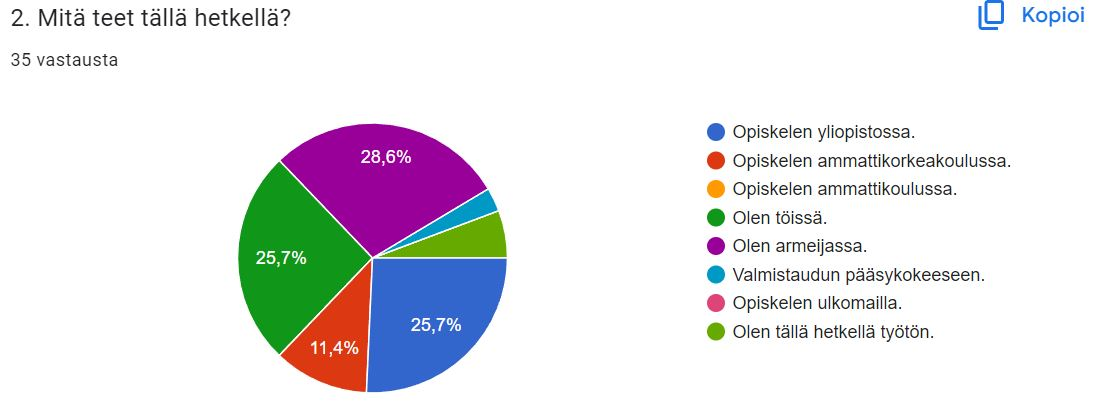 2. Mitä teet tällä hetkellä?
Kopioi
35 vastausta
28,6%
25,7%
11,4%
25,7%
Opiskelen yliopistossa.
Opiskelen ammattikorkeakoulussa.
Opiskelen ammattikoulussa.
Olen töissä.
Olen armeijassa.
Valmistaudun pääsykokeeseen.
Opiskelen ulkomailla.
Olen tällä hetkellä työtön.